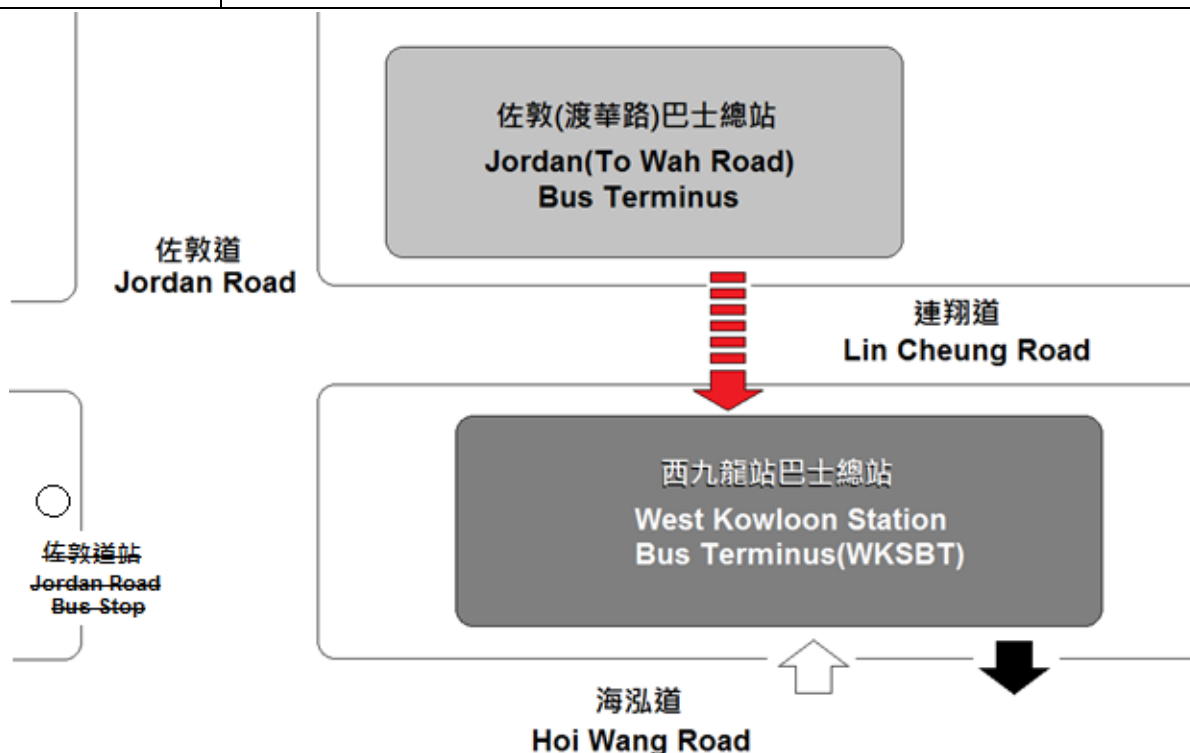 佐敦(渡華路)巴士總站
Jordan(To Wah Road)
Bus Terminus
佐敦道
Jordan Road
連翔道
Lin Cheung Road
西九龍站巴士總站
West Kowloon Station
Bus Terminus(WKSBT)
佐敦道站
Jordan Road
Bus Stop
海泓道
Hoi Wang Road